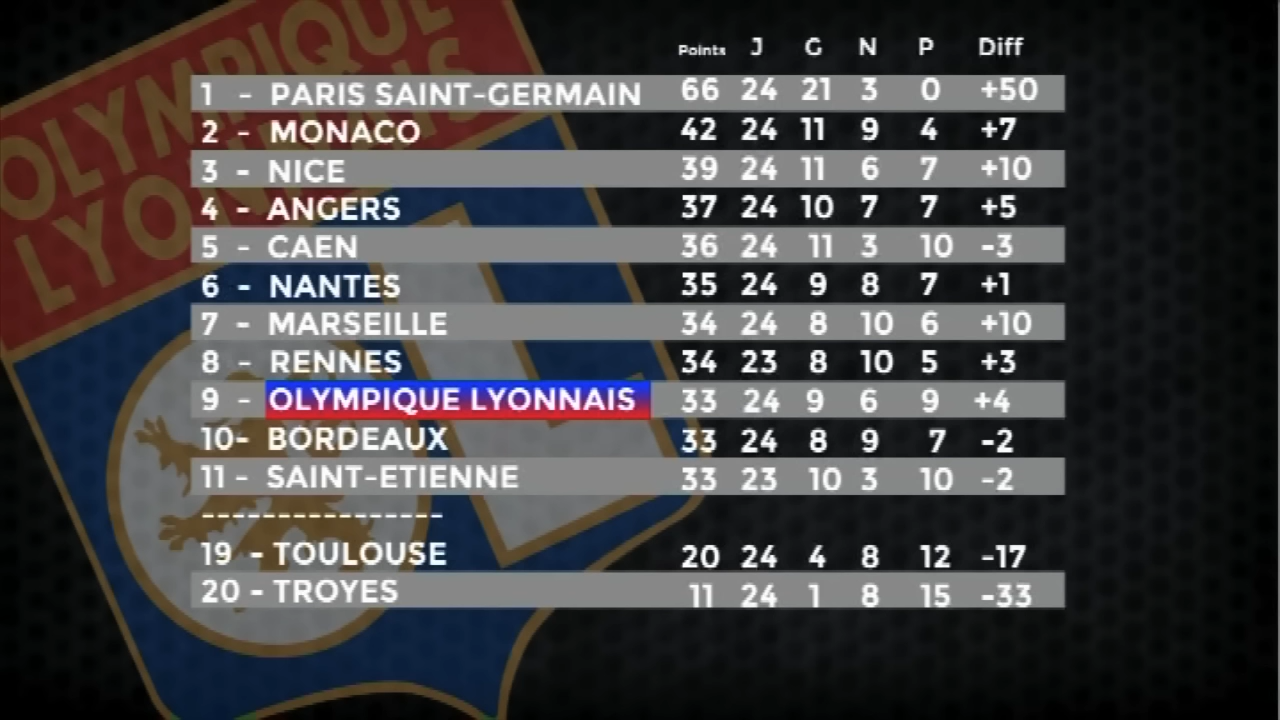 OLYMPIQUE
LYONNAIS
Points J G N P Diff
1 - PARIS SAINT-GERMAIN 66 24 21 3 0 +50
2 - MONACO 42 24 11 9 4 +7
3 - NICE 39 24 11 6 7 +10
4 - ANGERS 37 24 10 7 7 +5
5 - CAEN 36 24 11 3 10 -3
6 - NANTES 35 24 9 8 7 +1
7 - MARSEILLE 34 24 8 10 6 +10
8 - RENNES 34 23 8 10 5 +3
9 - OLYMPIQUE LYONNAIS 33 24 9 6 9 +4
10- BORDEAUX 33 24 8 9 7 -2
11 - SAINT-ETIENNE 33 23 10 3 10 -2
----------------
19 - TOULOUSE 20 24 4 8 12 -17
20 - TROYES 11 24 1 8 15 -33